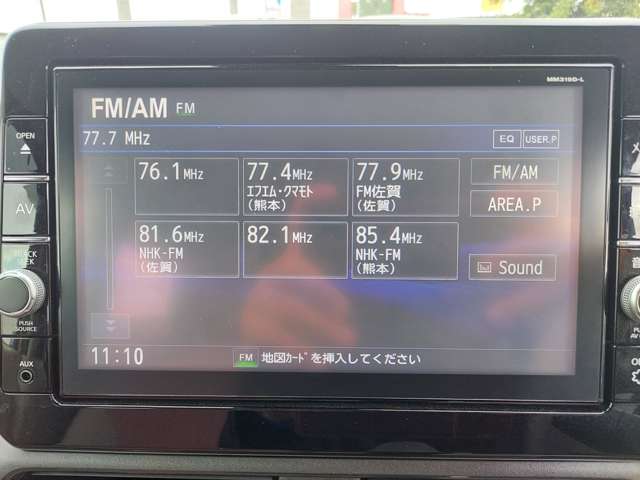 MM319D-L
FM/AM FM
77.7 MHz EQ USER.P
OPEN
AV
TRACK
SEEK
PUSH
SOURCE
AUX
76.1MHz
77.4MHz
エフエム・クマモト
(熊本)
77.9MHz
FM佐賀
(佐賀)
FM/AM
AREA.P
81.6MHz
NHK-FM
(佐賀)
82.1MHz
85.4MHz
NHK-FM
(熊本)
Sound
11:10 FM 地図カードを挿入してください